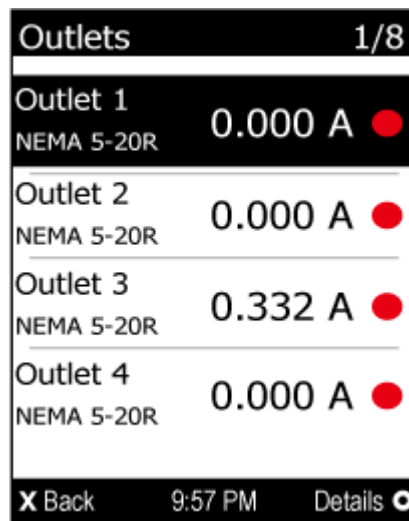 Outlets 1/8
Outlet 1
NEMA 5-20R
0.000 A
Outlet 2
NEMA 5-20R
0.000 A
Outlet 3
NEMA 5-20R
0.332 A
Outlet 4
NEMA 5-20R
0.000 A
X Back 9:57 PM Details O